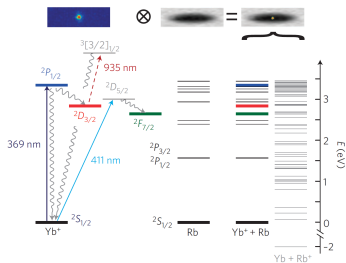 ⊗ =
³[3/2]₁/₂
935 nm
²P₁/₂
²D₅/₂
²D₃/₂
²F₇/₂
369 nm
411 nm
²P₃/₂
²P₁/₂
²S₁/₂
²S₁/₂
Yb⁺
Rb
Yb⁺ + Rb
Yb + Rb⁺
3
2
1
0
−2
E (eV)